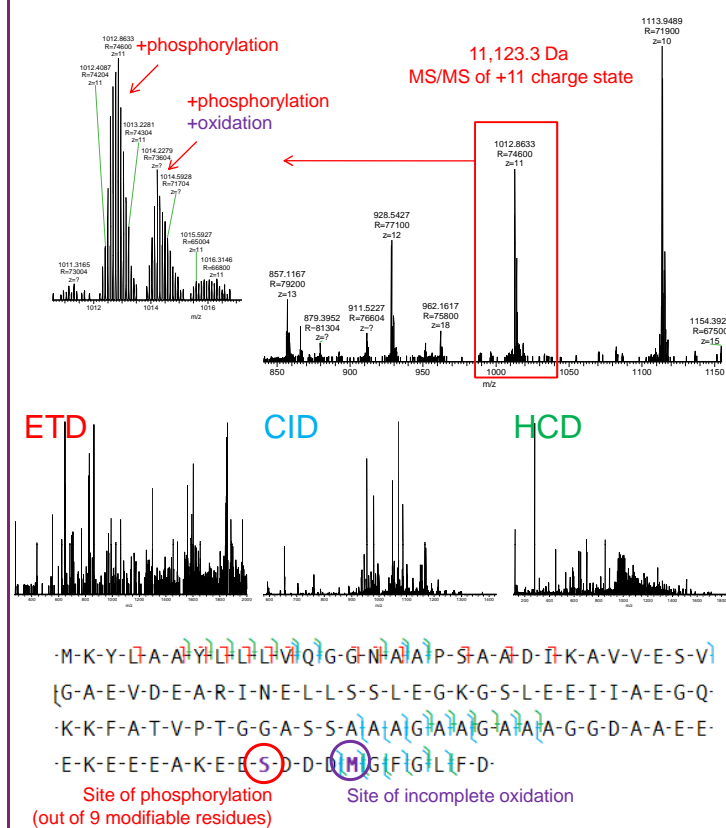 1012.8633
R=74600
z=11
+phosphorylation
1012.4087
R=74204
z=11
1013.2281
R=74304
z=11
+phosphorylation
+oxidation
1014.2279
R=73604
z=?
1014.5928
R=71704
z=?
1011.3165
R=73004
z=?
1015.5927
R=65004
z=11
1016.3146
R=66800
z=11
1012 1014 1016
m/z
11,123.3 Da
MS/MS of +11 charge state
1113.9489
R=71900
z=10
1012.8633
R=74600
z=11
928.5427
R=77100
z=12
857.1167
R=79200
z=13
879.3952
R=81304
z=?
911.5227
R=76604
z=?
962.1617
R=75800
z=18
1154.392
R=67500
z=15
850 900 950 1000 1050 1100 1150
m/z
ETD CID HCD
m/z m/z m/z
-M-K-Y-L-A-A-Y-L-L-L-V-Q-G-G-N-A-A-P-S-A-A-D-I-K-A-V-V-E-S-V
G-A-E-V-D-E-A-R-I-N-E-L-L-S-S-L-E-G-K-G-S-L-E-E-I-I-A-E-G-Q-
-K-K-F-A-T-V-P-T-G-G-A-S-S-A-A-A-G-A-A-G-A-A-A-G-G-D-A-A-E-E-
-E-K-E-E-E-A-K-E-E-S-D-D-D-M-G-F-G-L-F-D-
Site of phosphorylation
(out of 9 modifiable residues)
Site of incomplete oxidation